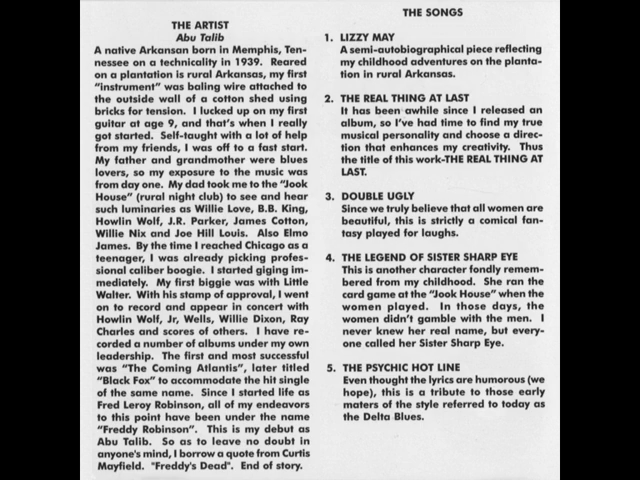 THE ARTIST
Abu Talib
A native Arkansan born in Memphis, Ten-
nessee on a technicality in 1939. Reared
on a plantation is rural Arkansas, my first
"instrument" was baling wire attached to
the outside wall of a cotton shed using
bricks for tension. I lucked up on my first
guitar at age 9, and that's when I really
got started. Self-taught with a lot of help
from my friends, I was off to a fast start.
My father and grandmother were blues
lovers, so my exposure to the music was
from day one. My dad took me to the "Jook
House" (rural night club) to see and hear
such luminaries as Willie Love, B.B. King,
Howlin Wolf, J.R. Parker, James Cotton,
Willie Nix and Joe Hill Louis. Also Elmo
James. By the time I reached Chicago as a
teenager, I was already picking profes-
sional caliber boogie. I started giging im-
mediately. My first biggie was with Little
Walter. With his stamp of approval, I went
on to record and appear in concert with
Howlin Wolf, Jr, Wells, Willie Dixon, Ray
Charles and scores of others. I have re-
corded a number of albums under my own
leadership. The first and most successful
was "The Coming Atlantis", later titled
"Black Fox" to accommodate the hit single
of the same name. Since I started life as
Fred Leroy Robinson, all of my endeavors
to this point have been under the name
"Freddy Robinson". This is my debut as
Abu Talib. So as to leave no doubt in
anyone's mind, I borrow a quote from Curtis
Mayfield. "Freddy's Dead". End of story.
THE SONGS
1. LIZZY MAY
A semi-autobiographical piece reflecting
my childhood adventures on the planta-
tion in rural Arkansas.
2. THE REAL THING AT LAST
It has been awhile since I released an
album, so I've had time to find my true
musical personality and choose a direc-
tion that enhances my creativity. Thus
the title of this work-THE REAL THING AT
LAST.
3. DOUBLE UGLY
Since we truly believe that all women are
beautiful, this is strictly a comical fan-
tasy played for laughs.
4. THE LEGEND OF SISTER SHARP EYE
This is another character fondly remem-
bered from my childhood. She ran the
card game at the "Jook House" when the
women played. In those days, the
women didn't gamble with the men. I
never knew her real name, but every-
one called her Sister Sharp Eye.
5. THE PSYCHIC HOT LINE
Even thought the lyrics are humorous (we
hope), this is a tribute to those early
maters of the style referred to today as
the Delta Blues.